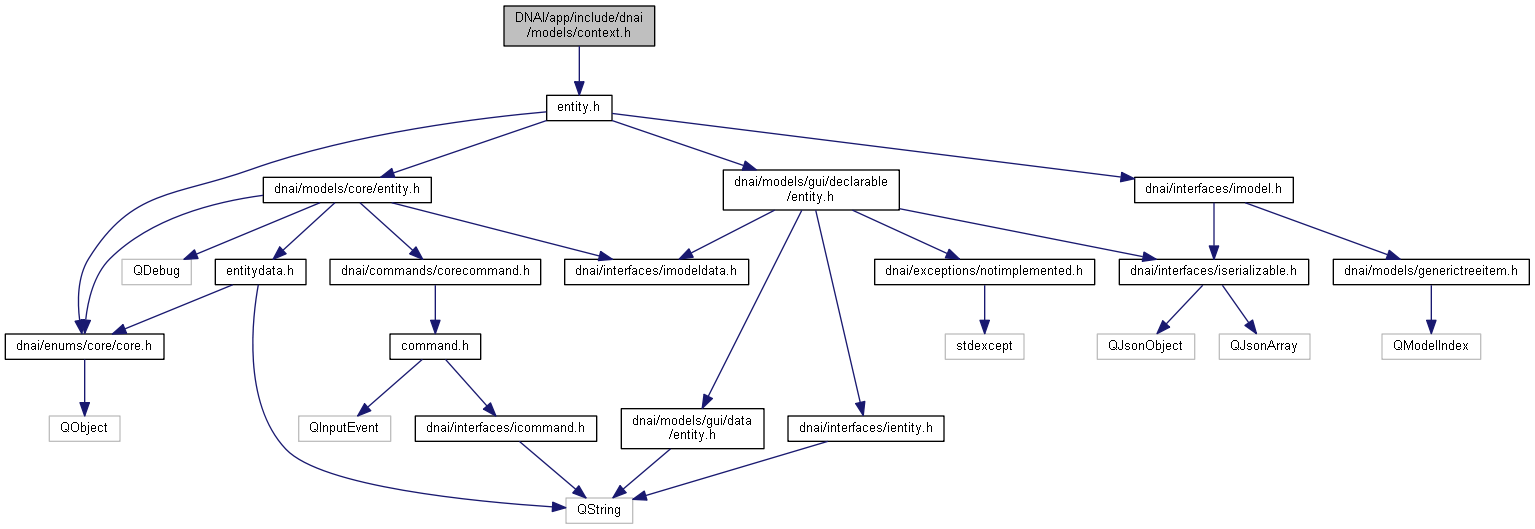 DNAI/app/include/dnai
/models/context.h
entity.h
dnai/models/core/entity.h
dnai/models/gui/declarable
/entity.h
dnai/interfaces/imodel.h
QDebug
entitydata.h
dnai/commands/corecommand.h
dnai/interfaces/imodeldata.h
dnai/exceptions/notimplemented.h
dnai/interfaces/iserializable.h
dnai/models/generictreeitem.h
dnai/enums/core/core.h
command.h
stdexcept
QJsonObject
QJsonArray
QModelIndex
QObject
QInputEvent
dnai/interfaces/icommand.h
dnai/models/gui/data
/entity.h
dnai/interfaces/ientity.h
QString